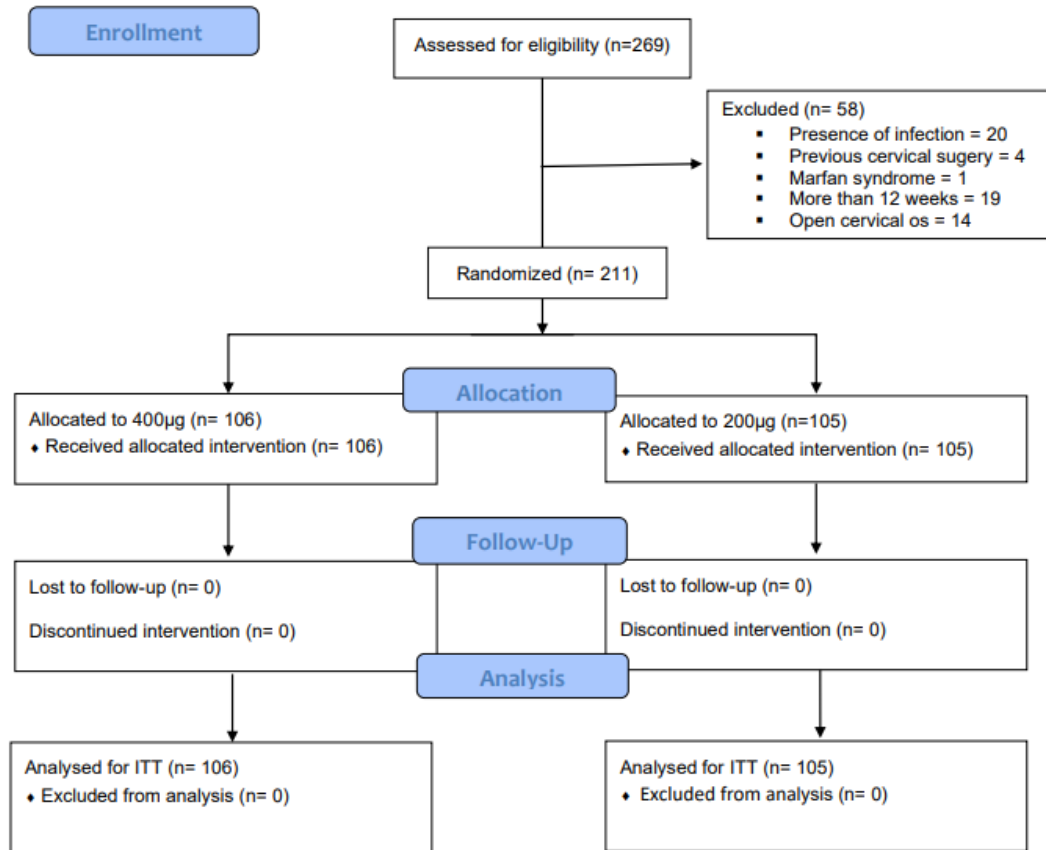 Enrollment
Assessed for eligibility (n=269)
Excluded (n= 58)
▪ Presence of infection = 20
▪ Previous cervical sugery = 4
▪ Marfan syndrome = 1
▪ More than 12 weeks = 19
▪ Open cervical os = 14
Randomized (n= 211)
Allocation
Allocated to 400µg (n= 106)
♦ Received allocated intervention (n= 106)
Allocated to 200µg (n=105)
♦ Received allocated intervention (n= 105)
Follow-Up
Lost to follow-up (n= 0)
Discontinued intervention (n= 0)
Lost to follow-up (n= 0)
Discontinued intervention (n= 0)
Analysis
Analysed for ITT (n= 106)
♦ Excluded from analysis (n= 0)
Analysed for ITT (n= 105)
♦ Excluded from analysis (n= 0)